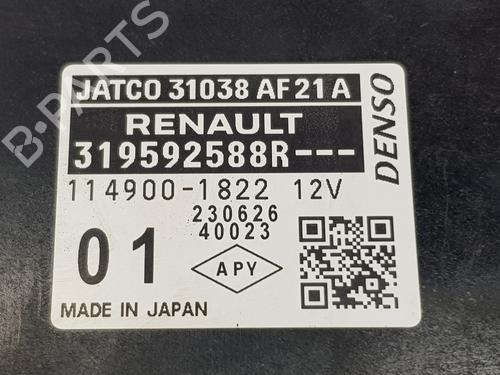 JATCO 31038 AF21A
RENAULT
319592588R---
114900-1822 12V
230626
40023
01
APY
MADE IN JAPAN
DENSO
B-PARTS